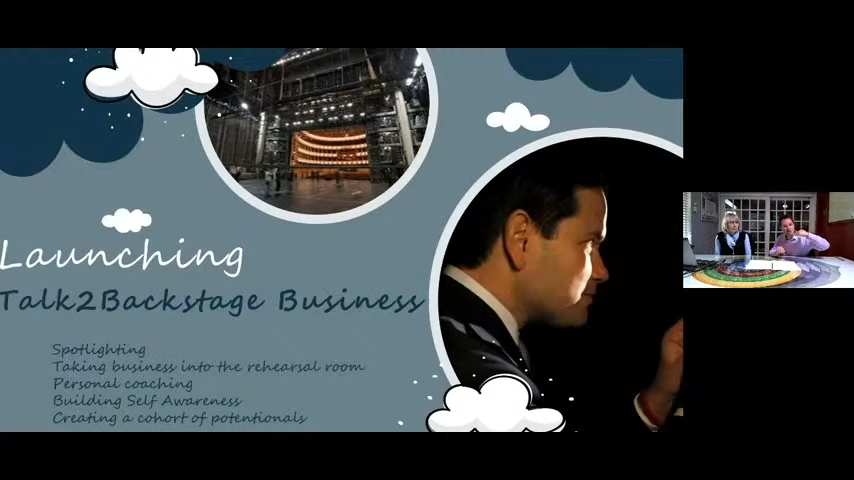 Launching
Talk2Backstage Business
Spotlighting
Taking business into the rehearsal room
Personal coaching
Building Self Awareness
Creating a cohort of potentionals